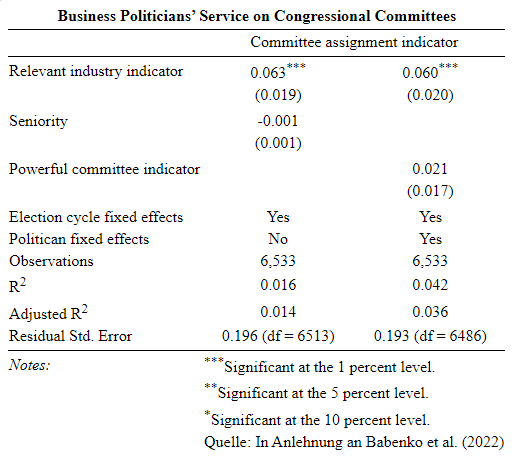 Business Politicians’ Service on Congressional Committees
Committee assignment indicator
Relevant industry indicator 0.063*** 0.060***
(0.019) (0.020)
Seniority -0.001
(0.001)
Powerful committee indicator 0.021
(0.017)
Election cycle fixed effects Yes Yes
Politican fixed effects No Yes
Observations 6,533 6,533
R2 0.016 0.042
Adjusted R2 0.014 0.036
Residual Std. Error 0.196 (df = 6513) 0.193 (df = 6486)
Notes: ***Significant at the 1 percent level.
**Significant at the 5 percent level.
*Significant at the 10 percent level.
Quelle: In Anlehnung an Babenko et al. (2022)